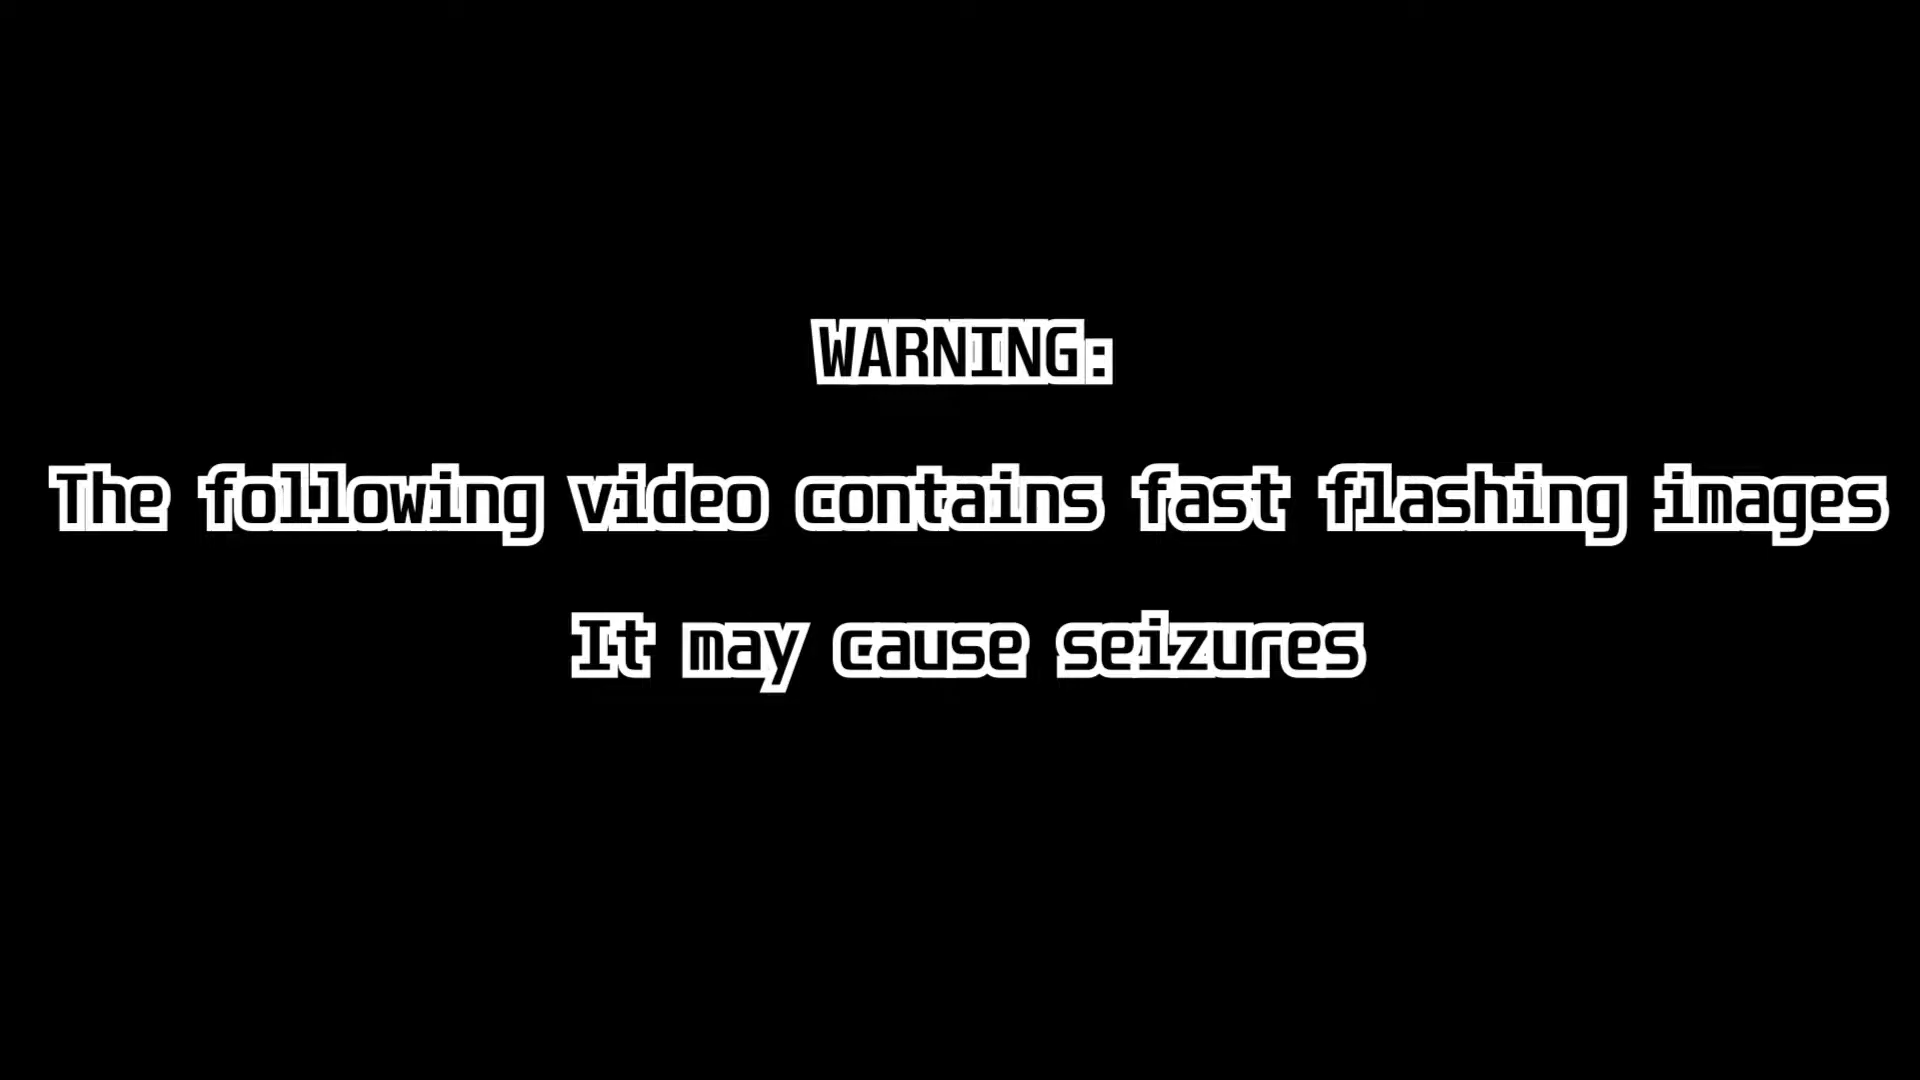 WARNING:
The following video contains fast flashing images
It may cause seizures